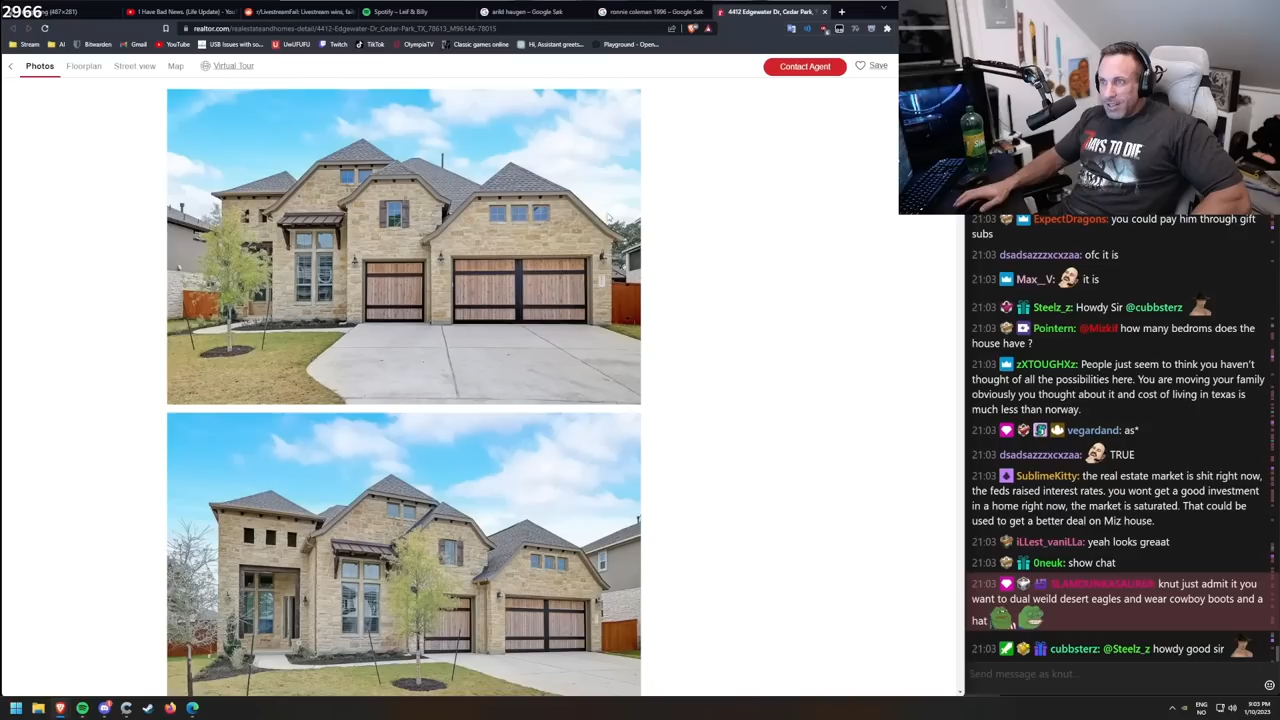 2966
ng (487×281)
I Have Bad News. (Life Update) - You
r/LivestreamFail: Livestream wins, fai
Spotify – Leif & Billy
arild haugen – Google Søk
ronnie coleman 1996 – Google Søk
4412 Edgewater Dr, Cedar Park,
realtor.com/realestateandhomes-detail/4412-Edgewater-Dr_Cedar-Park_TX_78613_M96146-78015
Stream
AI
Bitwarden
Gmail
YouTube
USB Issues with so...
UwUFUFU
Twitch
TikTok
OlympiaTV
Classic games online
Hi, Assistant greets...
Playground - Open...
Photos
Floorplan
Street view
Map
Virtual Tour
Contact Agent
Save
7 DAYS TO DIE
21:03 ExpectDragons: you could pay him through gift
subs
21:03 dsadsazzzxcxzaa: ofc it is
21:03 Max__V: it is
21:03 Steelz_z: Howdy Sir @cubbsterz
21:03 Pointern: @Mizkif how many bedroms does the
house have ?
21:03 zXTOUGHXz: People just seem to think you haven't
thought of all the possibilities here. You are moving your family
obviously you thought about it and cost of living in texas is
much less than norway.
21:03 vegardand: as*
21:03 dsadsazzzxcxzaa: TRUE
21:03 SublimeKitty: the real estate market is shit right now,
the feds raised interest rates. you wont get a good investment
in a home right now, the market is saturated. That could be
used to get a better deal on Miz house.
21:03 iLLest_vaniLLa: yeah looks greaat
21:03 0neuk: show chat
21:03 knut just admit it you
want to dual weild desert eagles and wear cowboy boots and a
hat
21:03 cubbsterz: @Steelz_z howdy good sir
Send message as knut...
EN
NO
9:03 PM
1/10/2023